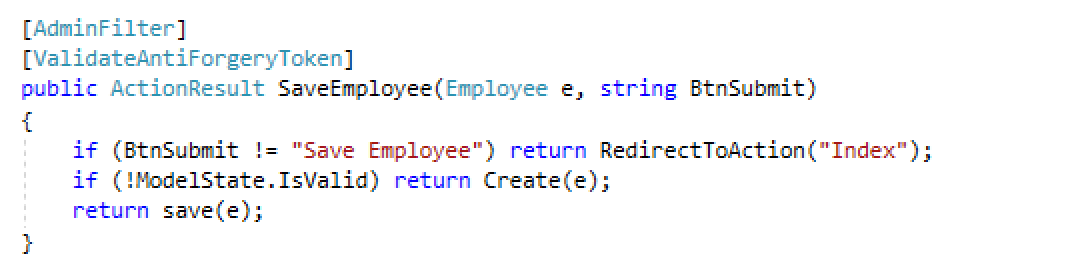 [AdminFilter]
[ValidateAntiForgeryToken]
public ActionResult SaveEmployee(Employee e, string BtnSubmit)
{
    if (BtnSubmit != "Save Employee") return RedirectToAction("Index");
    if (!ModelState.IsValid) return Create(e);
    return save(e);
}